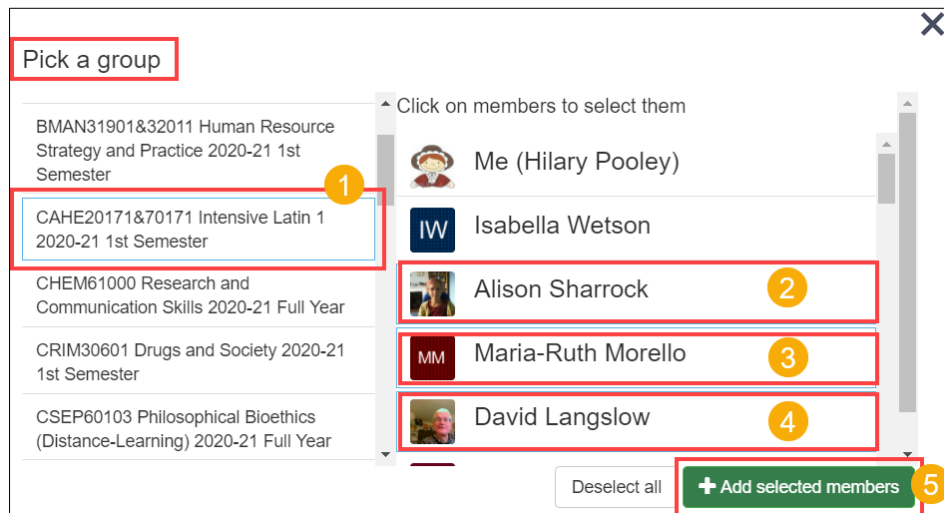 Pick a group
BMAN31901&32011 Human Resource
Strategy and Practice 2020-21 1st
Semester
1
CAHE20171&70171 Intensive Latin 1
2020-21 1st Semester
CHEM61000 Research and
Communication Skills 2020-21 Full Year
CRIM30601 Drugs and Society 2020-21
1st Semester
CSEP60103 Philosophical Bioethics
(Distance-Learning) 2020-21 Full Year
Click on members to select them
Me (Hilary Pooley)
IW Isabella Wetson
Alison Sharrock 2
MM Maria-Ruth Morello 3
David Langslow 4
Deselect all + Add selected members 5